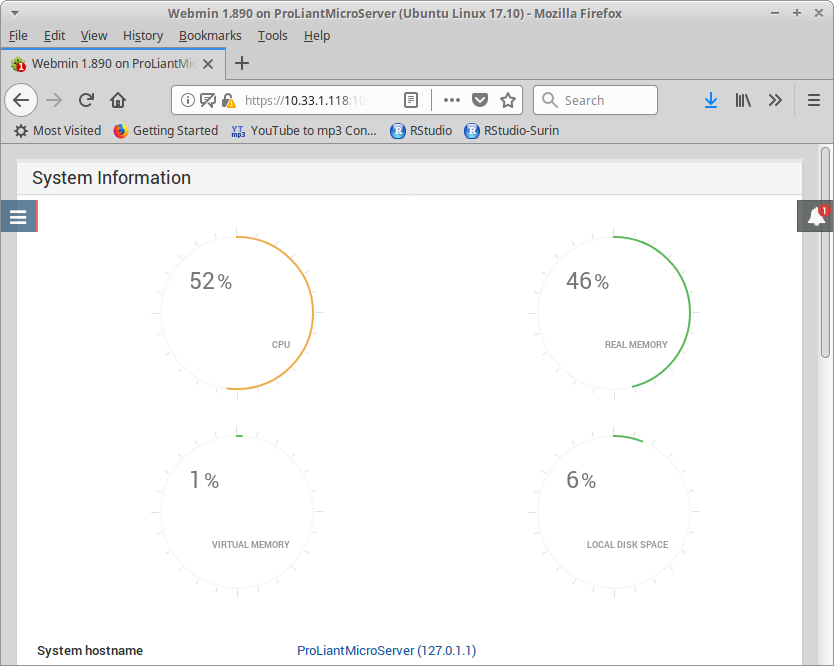 Webmin 1.890 on ProLiantMicroServer (Ubuntu Linux 17.10) - Mozilla Firefox
File Edit View History Bookmarks Tools Help
Webmin 1.890 on ProLiantMic
https://10.33.1.118:10 Search
Most Visited Getting Started YT mp3 YouTube to mp3 Con... R RStudio R RStudio-Surin
System Information
1
52% 46%
CPU REAL MEMORY
1% 6%
VIRTUAL MEMORY LOCAL DISK SPACE
System hostname ProLiantMicroServer (127.0.1.1)